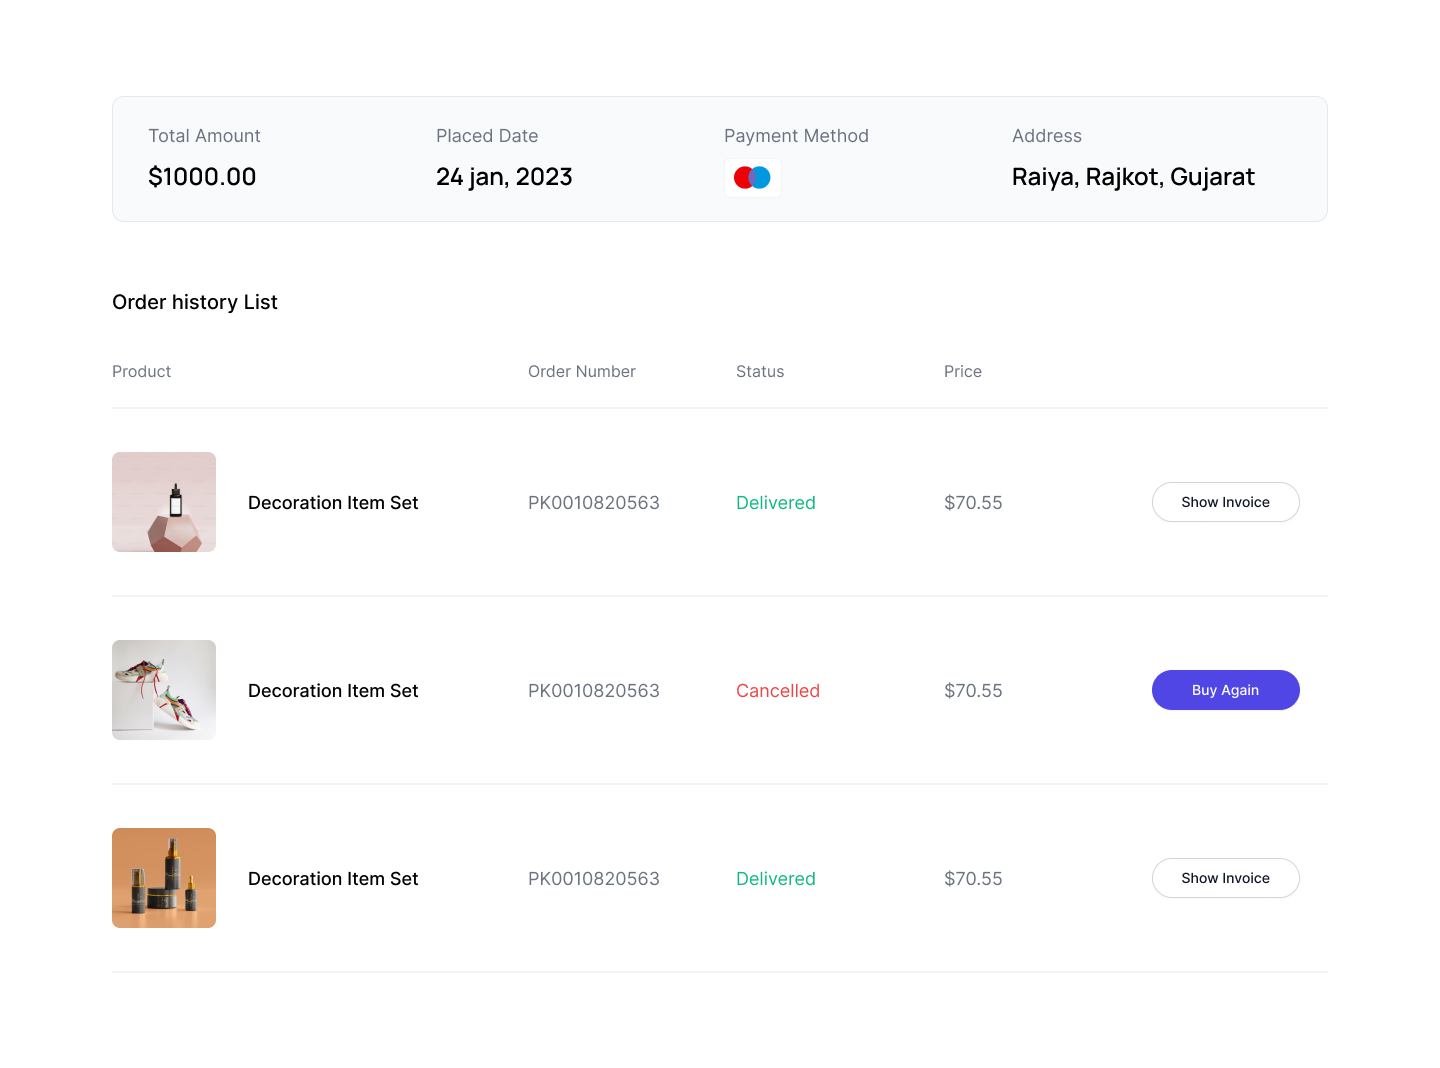 Total Amount
Placed Date
Payment Method
Address
$1000.00
24 jan, 2023
Raiya, Rajkot, Gujarat
Order history List
Product
Order Number
Status
Price
Decoration Item Set
PK0010820563
Delivered
$70.55
Show Invoice
Decoration Item Set
PK0010820563
Cancelled
$70.55
Buy Again
Decoration Item Set
PK0010820563
Delivered
$70.55
Show Invoice